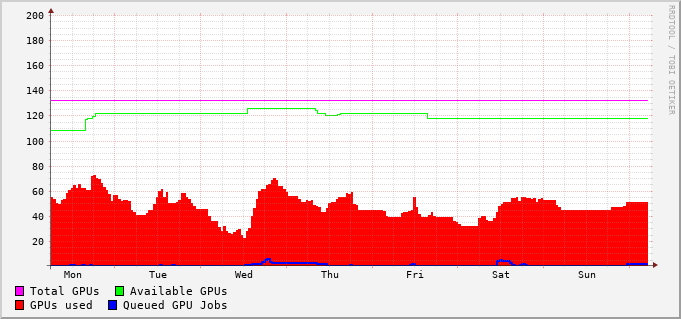 200
180
160
140
120
100
80
60
40
20
Mon Tue Wed Thu Fri Sat Sun
Total GPUs Available GPUs
GPUs used Queued GPU Jobs
RRDTOOL / TOBI OETIKER